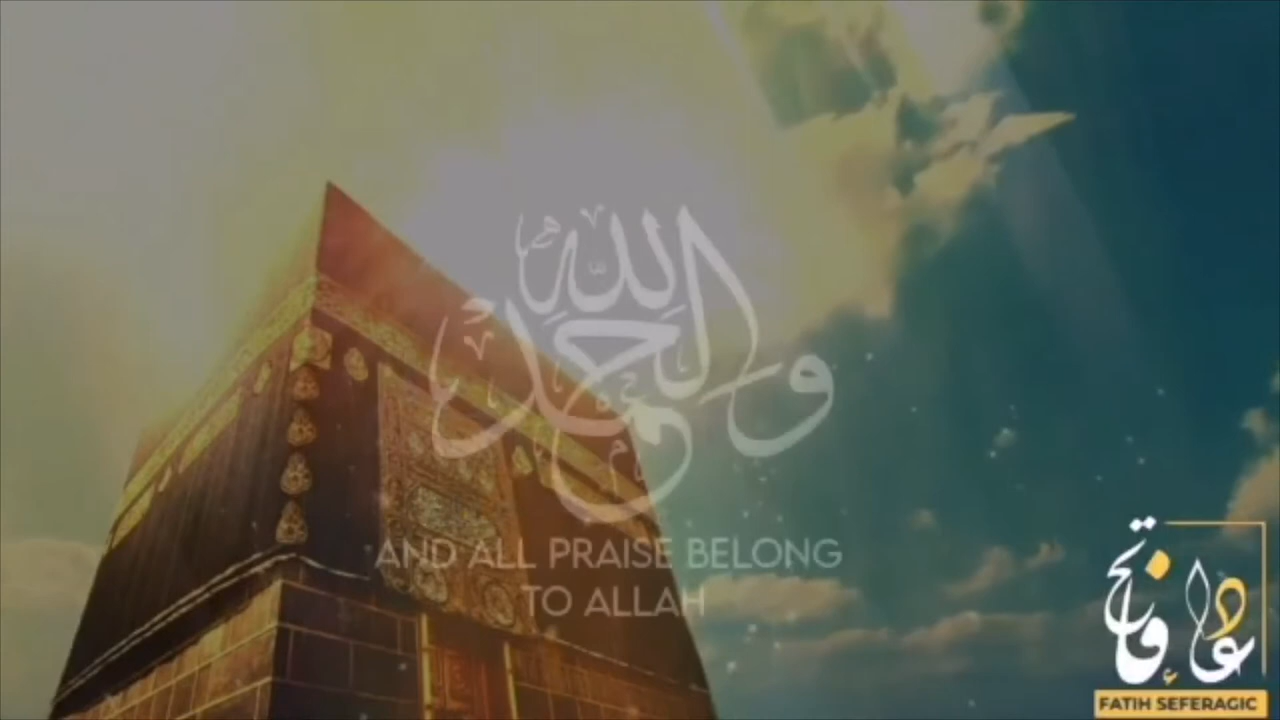 والحمد لله
AND ALL PRAISE BELONG
TO ALLAH
FATIH SEFERAGIC